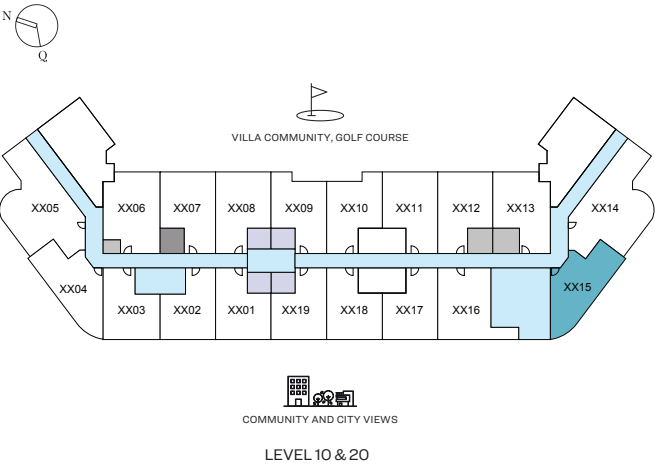 N
Q
VILLA COMMUNITY, GOLF COURSE
XX05
XX06
XX07
XX08
XX09
XX10
XX11
XX12
XX13
XX14
XX04
XX03
XX02
XX01
XX19
XX18
XX17
XX16
XX15
COMMUNITY AND CITY VIEWS
LEVEL 10 & 20